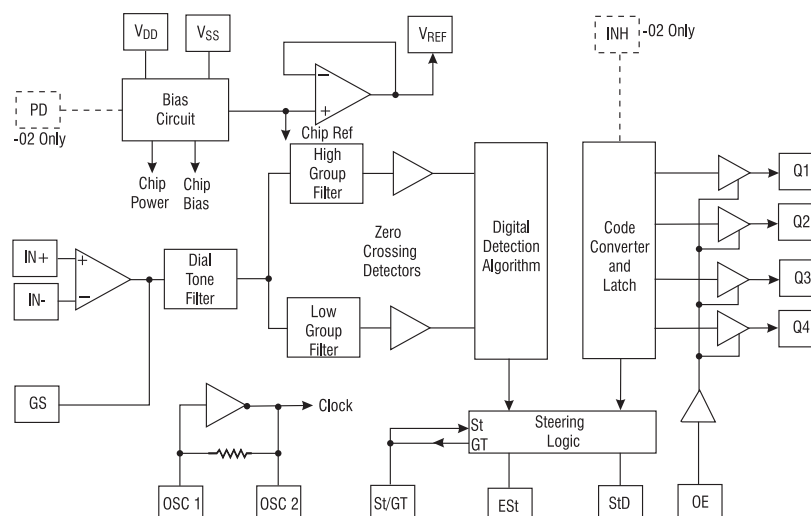 VDD
VSS
VREF
INH
-02 Only
PD
-02 Only
Bias
Circuit
−
+
Chip Ref
Chip
Power
Chip
Bias
High
Group
Filter
Zero
Crossing
Detectors
Digital
Detection
Algorithm
Code
Converter
and
Latch
Q1
Q2
Q3
Q4
IN+
IN-
+
−
Dial
Tone
Filter
Low
Group
Filter
GS
Clock
St
GT
Steering
Logic
OSC 1
OSC 2
St/GT
ESt
StD
OE